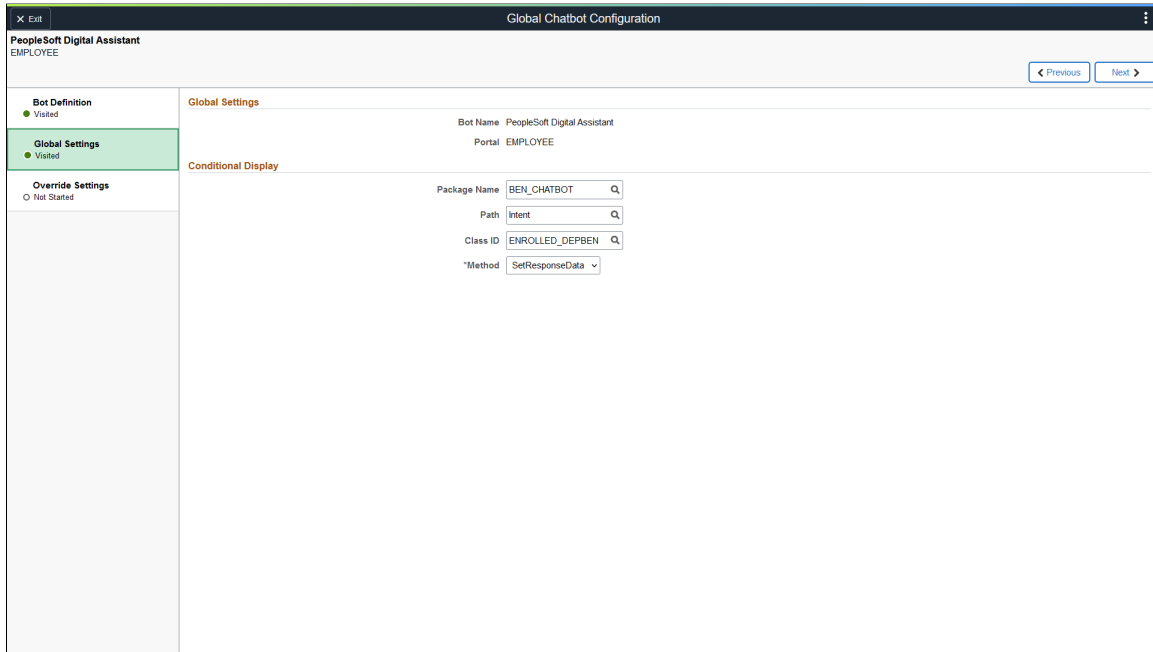 Exit
Global Chatbot Configuration
PeopleSoft Digital Assistant
EMPLOYEE
Previous
Next
Bot Definition
Visited
Global Settings
Visited
Override Settings
Not Started
Global Settings
Bot Name PeopleSoft Digital Assistant
Portal EMPLOYEE
Conditional Display
Package Name BEN_CHATBOT
Path Intent
Class ID ENROLLED_DEPBEN
*Method SetResponseData